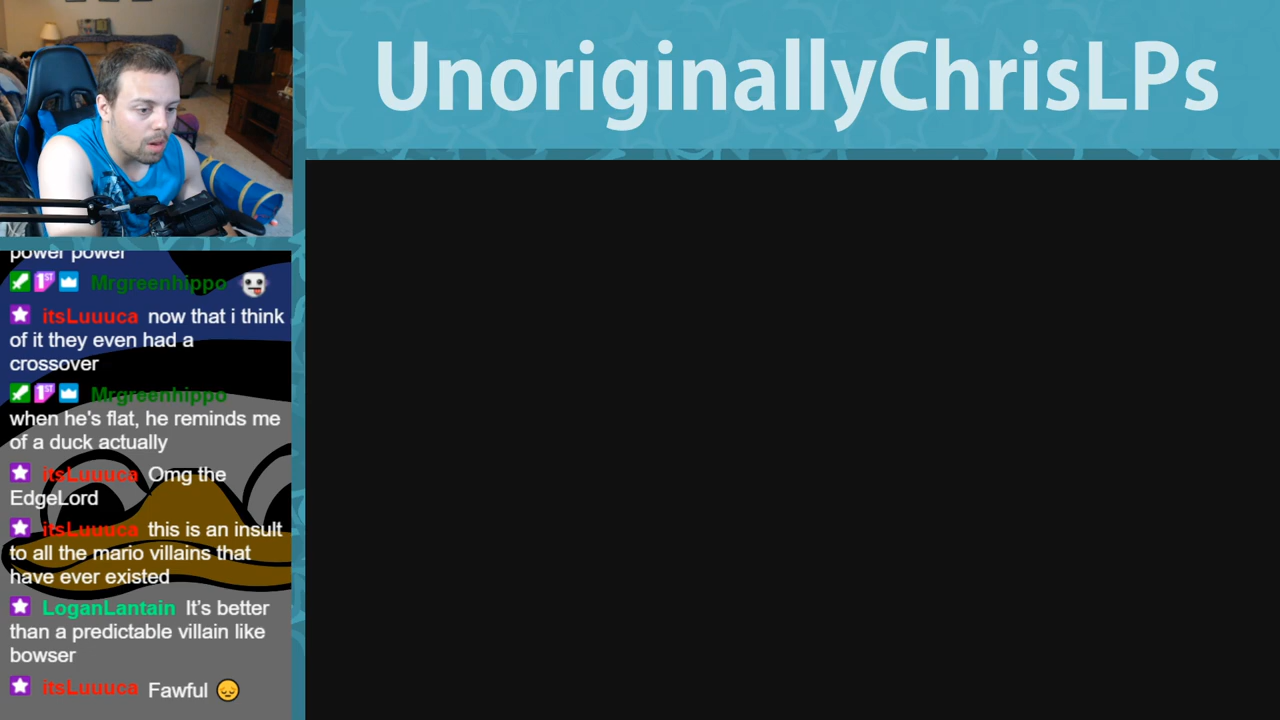 UnoriginallyChrisLPs
power power
1ST Mrgreenhippo
itsLuuuca now that i think
of it they even had a
crossover
1ST Mrgreenhippo
when he's flat, he reminds me
of a duck actually
itsLuuuca Omg the
EdgeLord
itsLuuuca this is an insult
to all the mario villains that
have ever existed
LoganLantain It’s better
than a predictable villain like
bowser
itsLuuuca Fawful